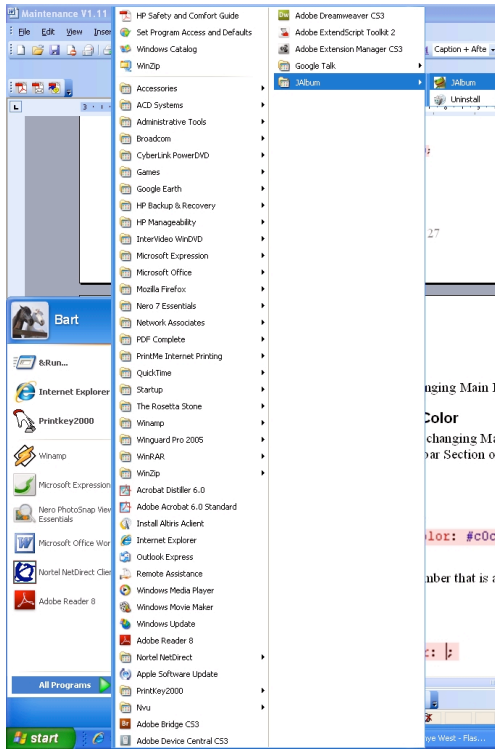 Maintenance V1.11
File Edit View Inser
Caption + Afte
3
HP Safety and Comfort Guide
Set Program Access and Defaults
Windows Catalog
WinZip
Accessories
ACD Systems
Administrative Tools
Broadcom
CyberLink PowerDVD
Games
Google Earth
HP Backup & Recovery
HP Manageability
InterVideo WinDVD
Microsoft Expression
Microsoft Office
Mozilla Firefox
Nero 7 Essentials
Network Associates
PDF Complete
PrintMe Internet Printing
QuickTime
Startup
The Rosetta Stone
Winamp
Winguard Pro 2005
WinRAR
WinZip
Acrobat Distiller 6.0
Adobe Acrobat 6.0 Standard
Install Altiris Aclient
Internet Explorer
Outlook Express
Remote Assistance
Windows Media Player
Windows Movie Maker
Windows Update
Adobe Reader 8
Nortel NetDirect
Apple Software Update
PrintKey2000
Nvu
Adobe Bridge CS3
Adobe Device Central CS3
Adobe Dreamweaver CS3
Adobe ExtendScript Toolkit 2
Adobe Extension Manager CS3
Google Talk
JAlbum
JAlbum
Uninstall
27
Bart
&Run...
Internet Explorer
Printkey2000
Winamp
Microsoft Expression
Nero PhotoSnap View
Essentials
Microsoft Office Wor
Nortel NetDirect Clien
Adobe Reader 8
All Programs
start
nging Main I
Color
changing Ma
bar Section o
olor: #c0c
mber that is a
r: ;
nye West - Flas...